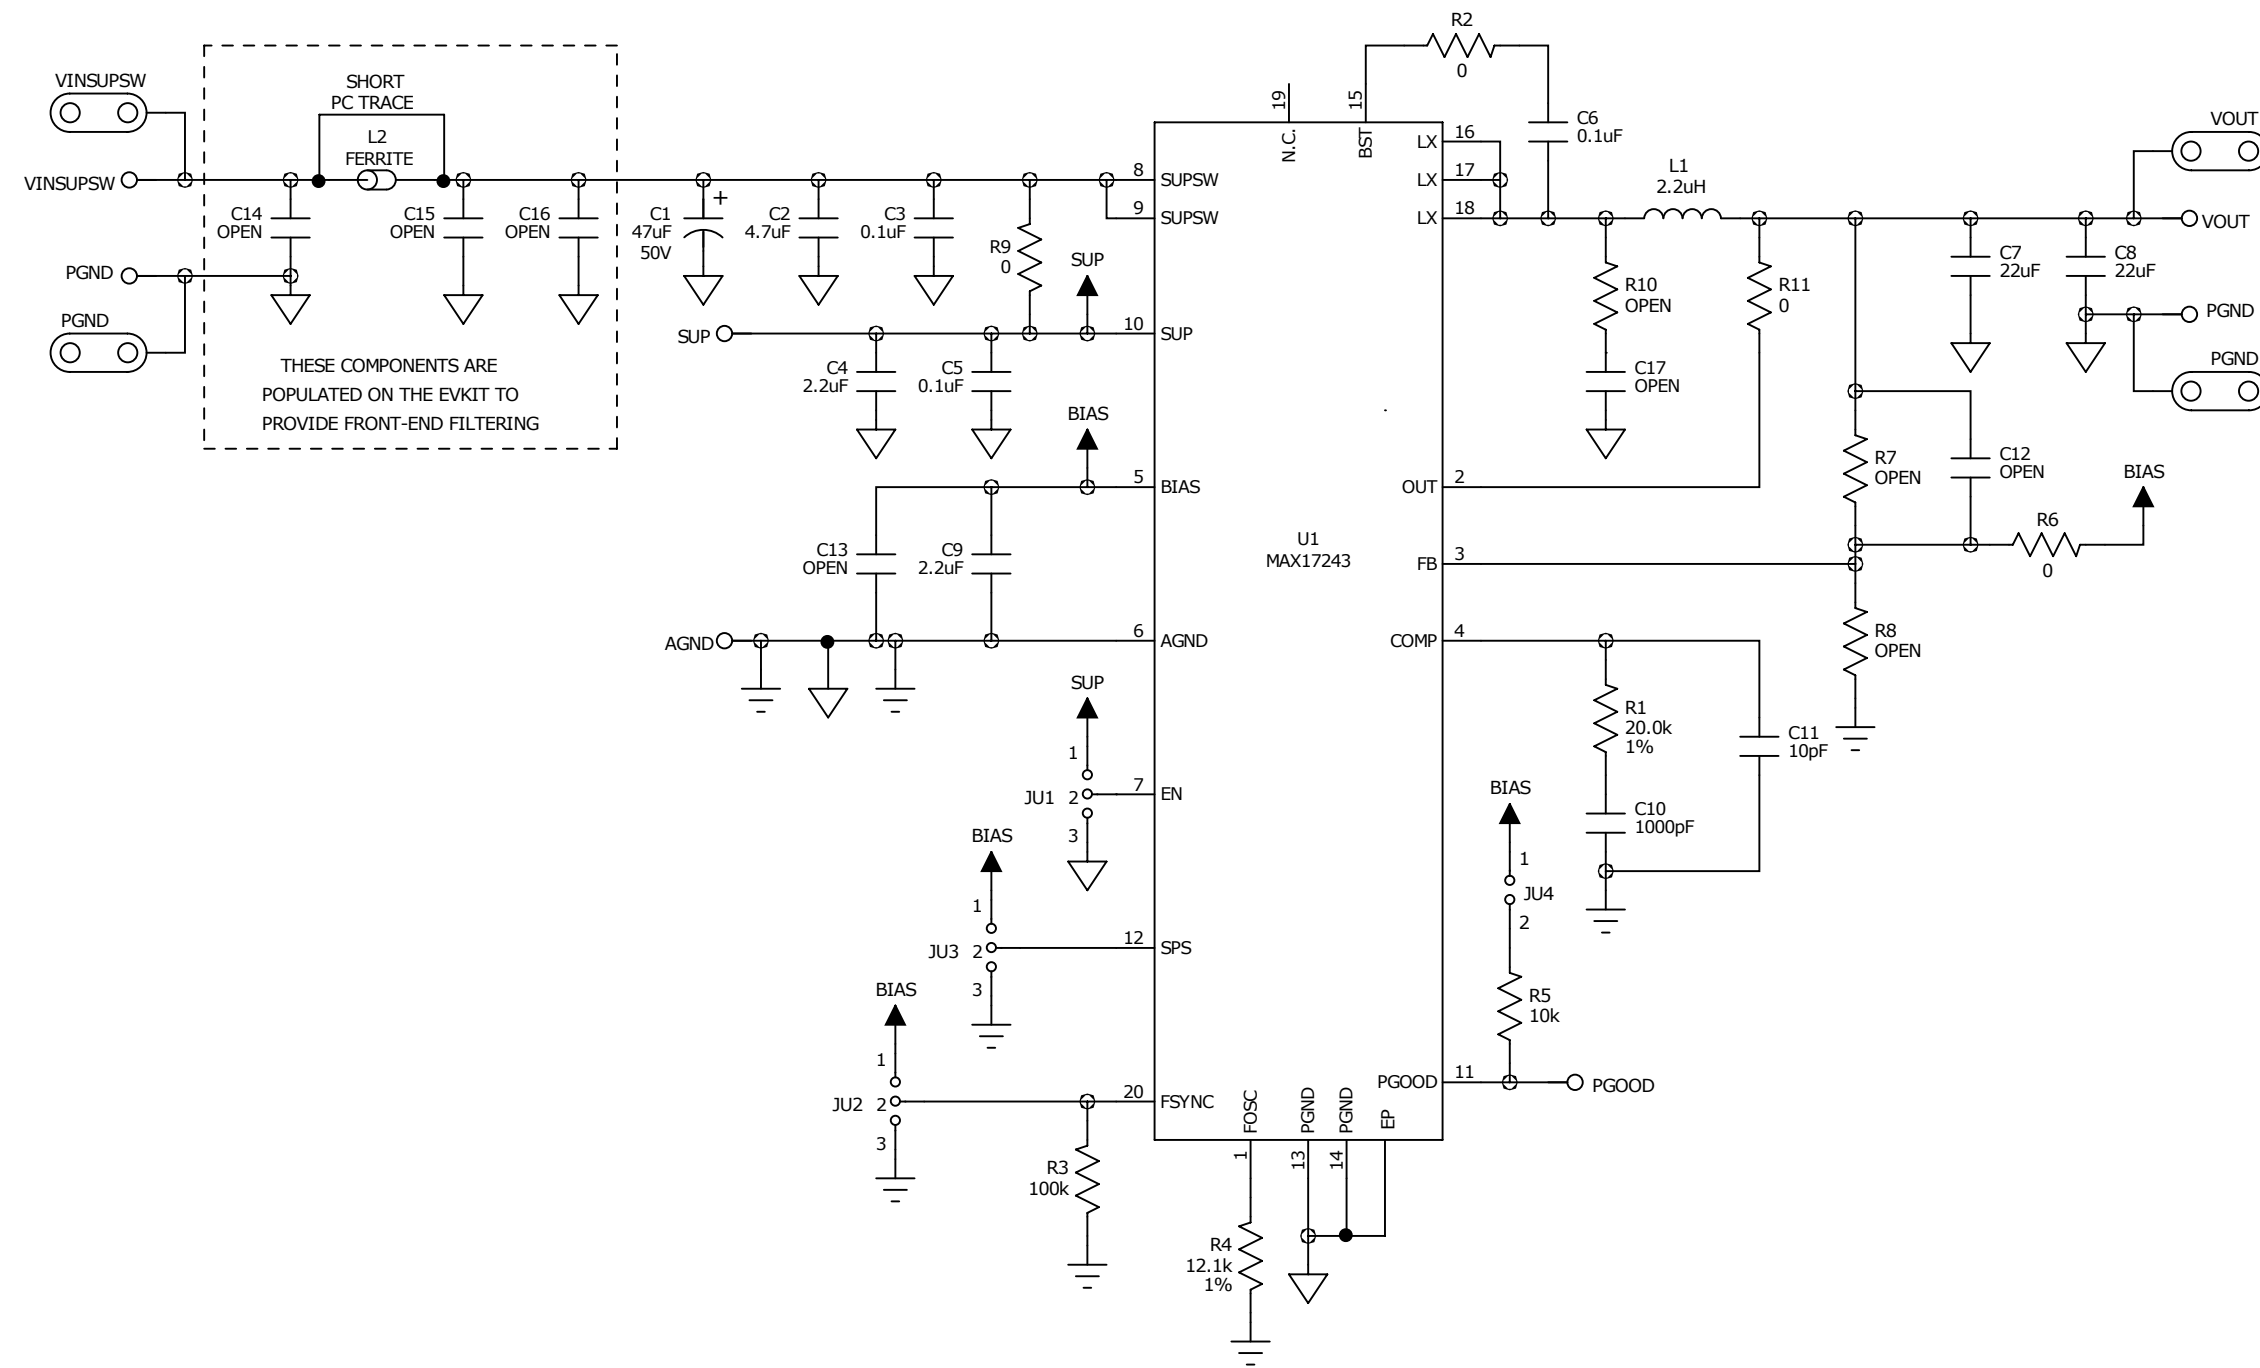 VINSUPSW
VINSUPSW
PGND
PGND
SHORT
PC TRACE
L2
FERRITE
C14
OPEN
C15
OPEN
C16
OPEN
THESE COMPONENTS ARE
POPULATED ON THE EVKIT TO
PROVIDE FRONT-END FILTERING
C1
47uF
50V
+
C2
4.7uF
C3
0.1uF
R9
0
SUP
SUP
C4
2.2uF
C5
0.1uF
BIAS
C13
OPEN
C9
2.2uF
AGND
SUP
1
JU1 2
3
BIAS
1
JU3 2
3
BIAS
1
JU2 2
3
R3
100k
8 SUPSW
9 SUPSW
10 SUP
5 BIAS
6 AGND
7 EN
12 SPS
20 FSYNC
19
N.C.
15
BST
U1
MAX17243
LX 16
LX 17
LX 18
OUT 2
FB 3
COMP 4
PGOOD 11
FOSC
1
PGND
13
PGND
14
EP
R4
12.1k
1%
R2
0
C6
0.1uF
L1
2.2uH
R10
OPEN
C17
OPEN
R11
0
C7
22uF
C8
22uF
VOUT
VOUT
PGND
PGND
R7
OPEN
C12
OPEN
BIAS
R6
0
R8
OPEN
R1
20.0k
1%
C11
10pF
C10
1000pF
BIAS
1
JU4
2
R5
10k
PGOOD